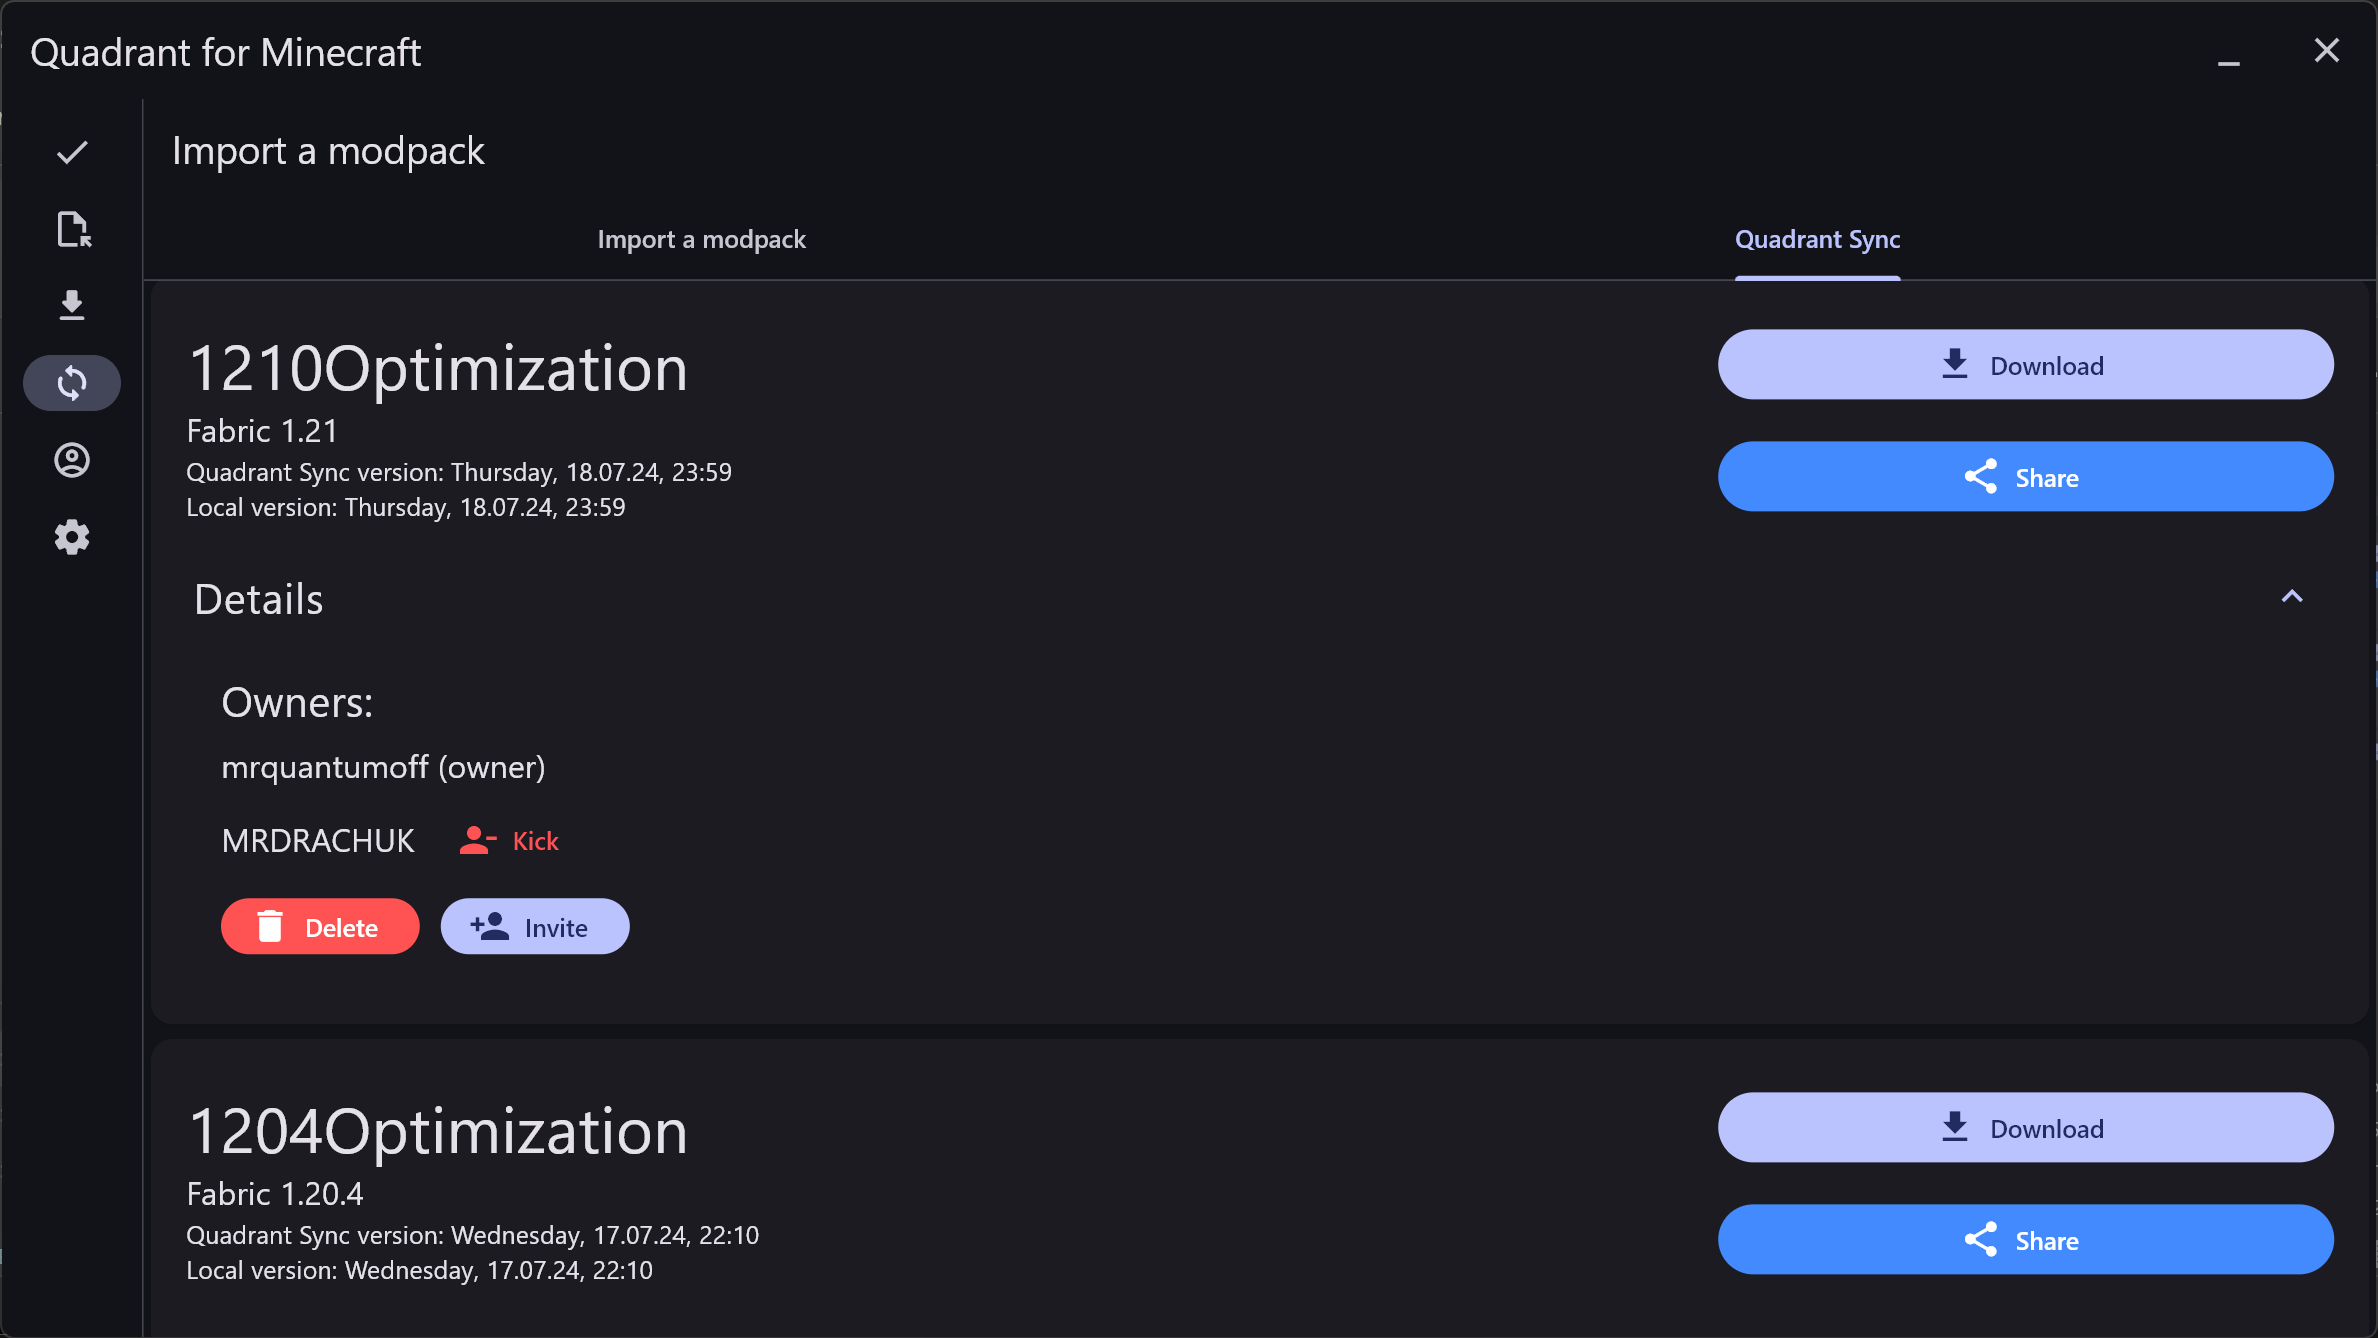 Quadrant for Minecraft
Import a modpack
Import a modpack
Quadrant Sync
1210Optimization
Fabric 1.21
Quadrant Sync version: Thursday, 18.07.24, 23:59
Local version: Thursday, 18.07.24, 23:59
Download
Share
Details
Owners:
mrquantumoff (owner)
MRDRACHUK
Kick
Delete
Invite
1204Optimization
Fabric 1.20.4
Quadrant Sync version: Wednesday, 17.07.24, 22:10
Local version: Wednesday, 17.07.24, 22:10
Download
Share